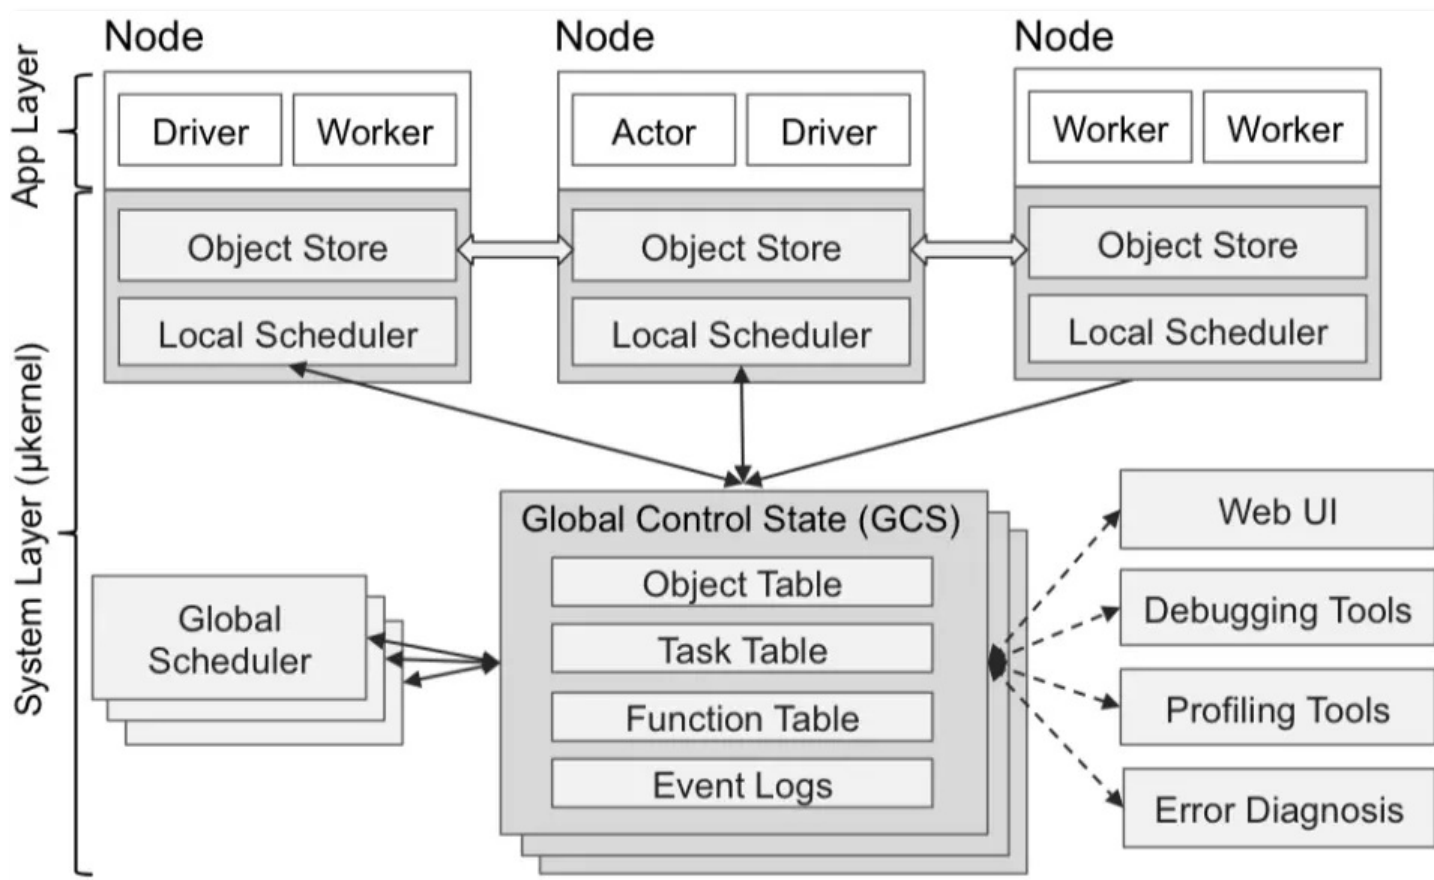 Node
Node
Node
App Layer
Driver
Worker
Actor
Driver
Worker
Worker
Object Store
Object Store
Object Store
Local Scheduler
Local Scheduler
Local Scheduler
System Layer (μkernel)
Global Control State (GCS)
Object Table
Task Table
Function Table
Event Logs
Global
Scheduler
Web UI
Debugging Tools
Profiling Tools
Error Diagnosis